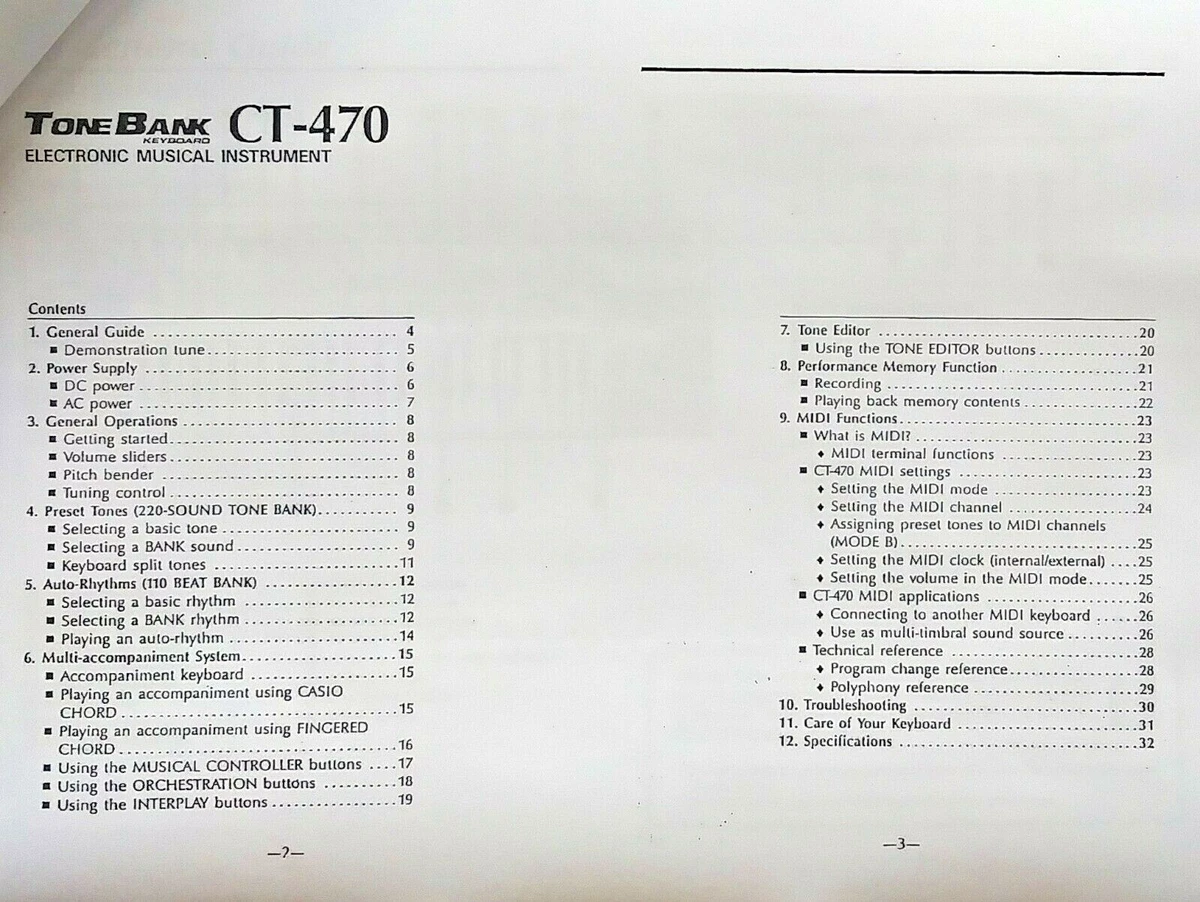 TONE BANK CT-470
KEYBOARD
ELECTRONIC MUSICAL INSTRUMENT
Contents
1. General Guide .................................. 4
■ Demonstration tune........................... 5
2. Power Supply ................................... 6
■ DC power.................................... 6
■ AC power .................................... 7
3. General Operations .............................. 8
■ Getting started................................ 8
■ Volume sliders................................ 8
■ Pitch bender .................................. 8
■ Tuning control................................ 8
4. Preset Tones (220-SOUND TONE BANK)........... 9
■ Selecting a basic tone ......................... 9
■ Selecting a BANK sound....................... 9
■ Keyboard split tones ...........................11
5. Auto-Rhythms (110 BEAT BANK) ...................12
■ Selecting a basic rhythm ......................12
■ Selecting a BANK rhythm .....................12
■ Playing an auto-rhythm .......................14
6. Multi-accompaniment System.....................15
■ Accompaniment keyboard .....................15
■ Playing an accompaniment using CASIO
CHORD......................................15
■ Playing an accompaniment using FINGERED
CHORD......................................16
■ Using the MUSICAL CONTROLLER buttons ....17
■ Using the ORCHESTRATION buttons ..........18
■ Using the INTERPLAY buttons.................19
—2—
7. Tone Editor ....................................20
■ Using the TONE EDITOR buttons..............20
8. Performance Memory Function...................21
■ Recording ...................................21
■ Playing back memory contents ................22
9. MIDI Functions.................................23
■ What is MIDI? ...............................23
♦ MIDI terminal functions ....................23
■ CT-470 MIDI settings .........................23
♦ Setting the MIDI mode ....................23
♦ Setting the MIDI channel ..................24
♦ Assigning preset tones to MIDI channels
(MODE B)..................................25
♦ Setting the MIDI clock (internal/external) ....25
♦ Setting the volume in the MIDI mode.......25
■ CT-470 MIDI applications .....................26
♦ Connecting to another MIDI keyboard ......26
♦ Use as multi-timbral sound source..........26
■ Technical reference ...........................28
♦ Program change reference..................28
♦ Polyphony reference .......................29
10. Troubleshooting ................................30
11. Care of Your Keyboard ..........................31
12. Specifications ..................................32
—3—